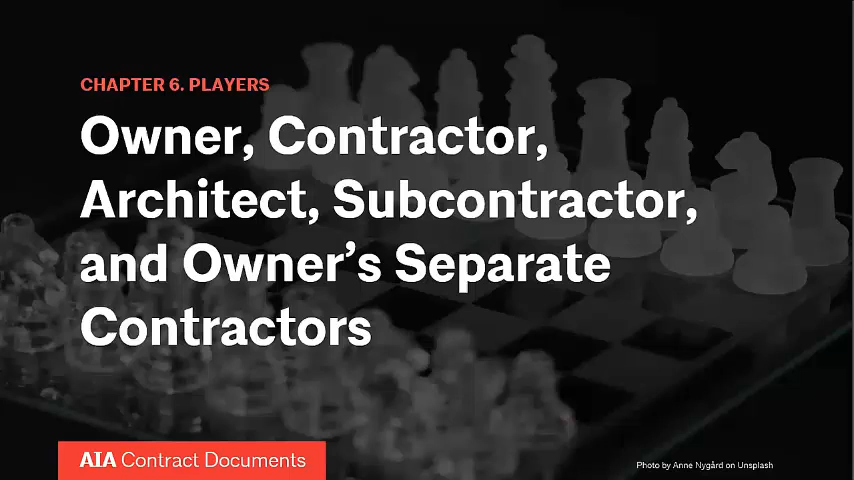 CHAPTER 6. PLAYERS
Owner, Contractor,
Architect, Subcontractor,
and Owner’s Separate
Contractors
AIA Contract Documents
Photo by Anne Nygård on Unsplash